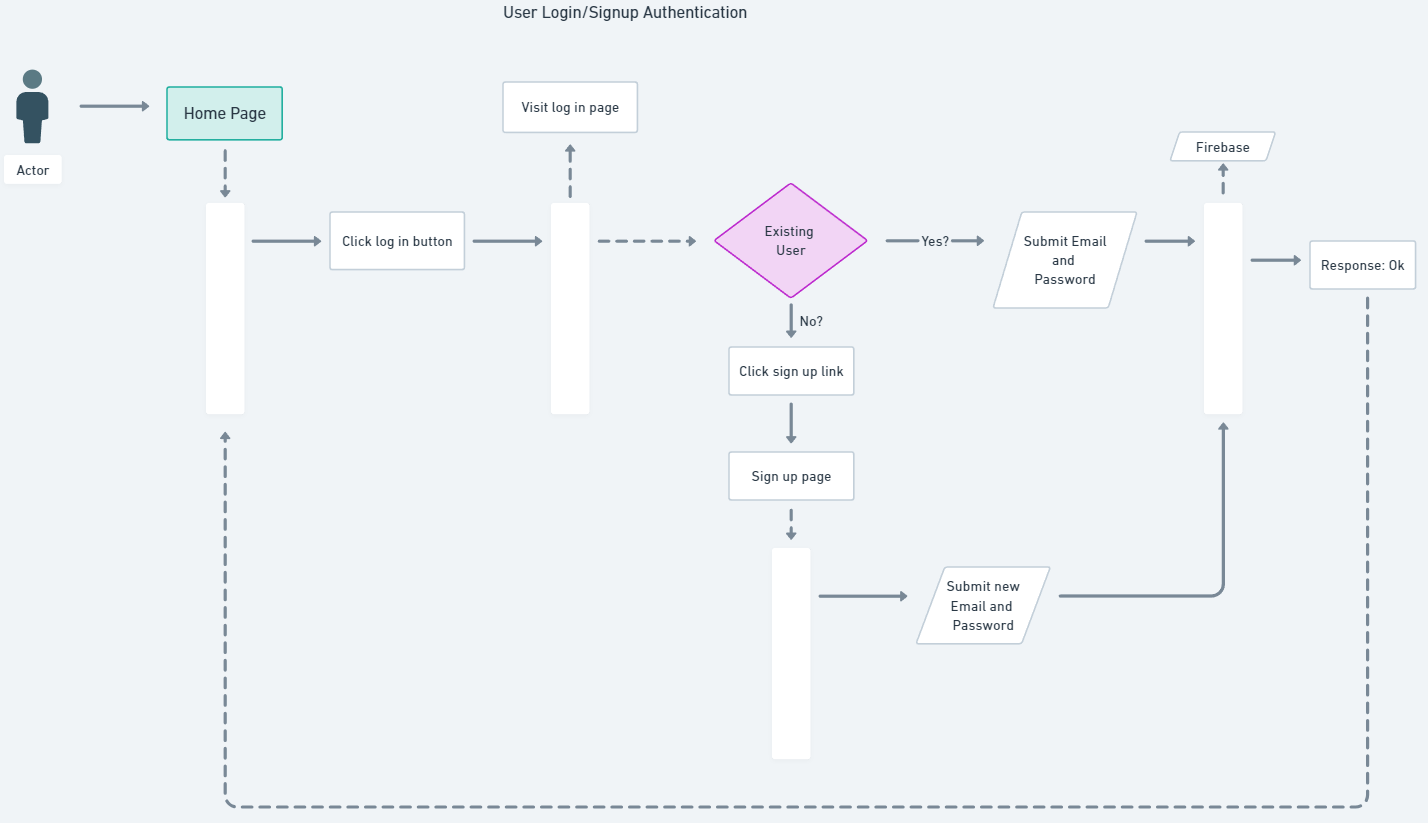 User Login/Signup Authentication
Actor
Home Page
Visit log in page
Firebase
Click log in button
Existing
User
Yes?
Submit Email
and
Password
Response: Ok
No?
Click sign up link
Sign up page
Submit new
Email and
Password